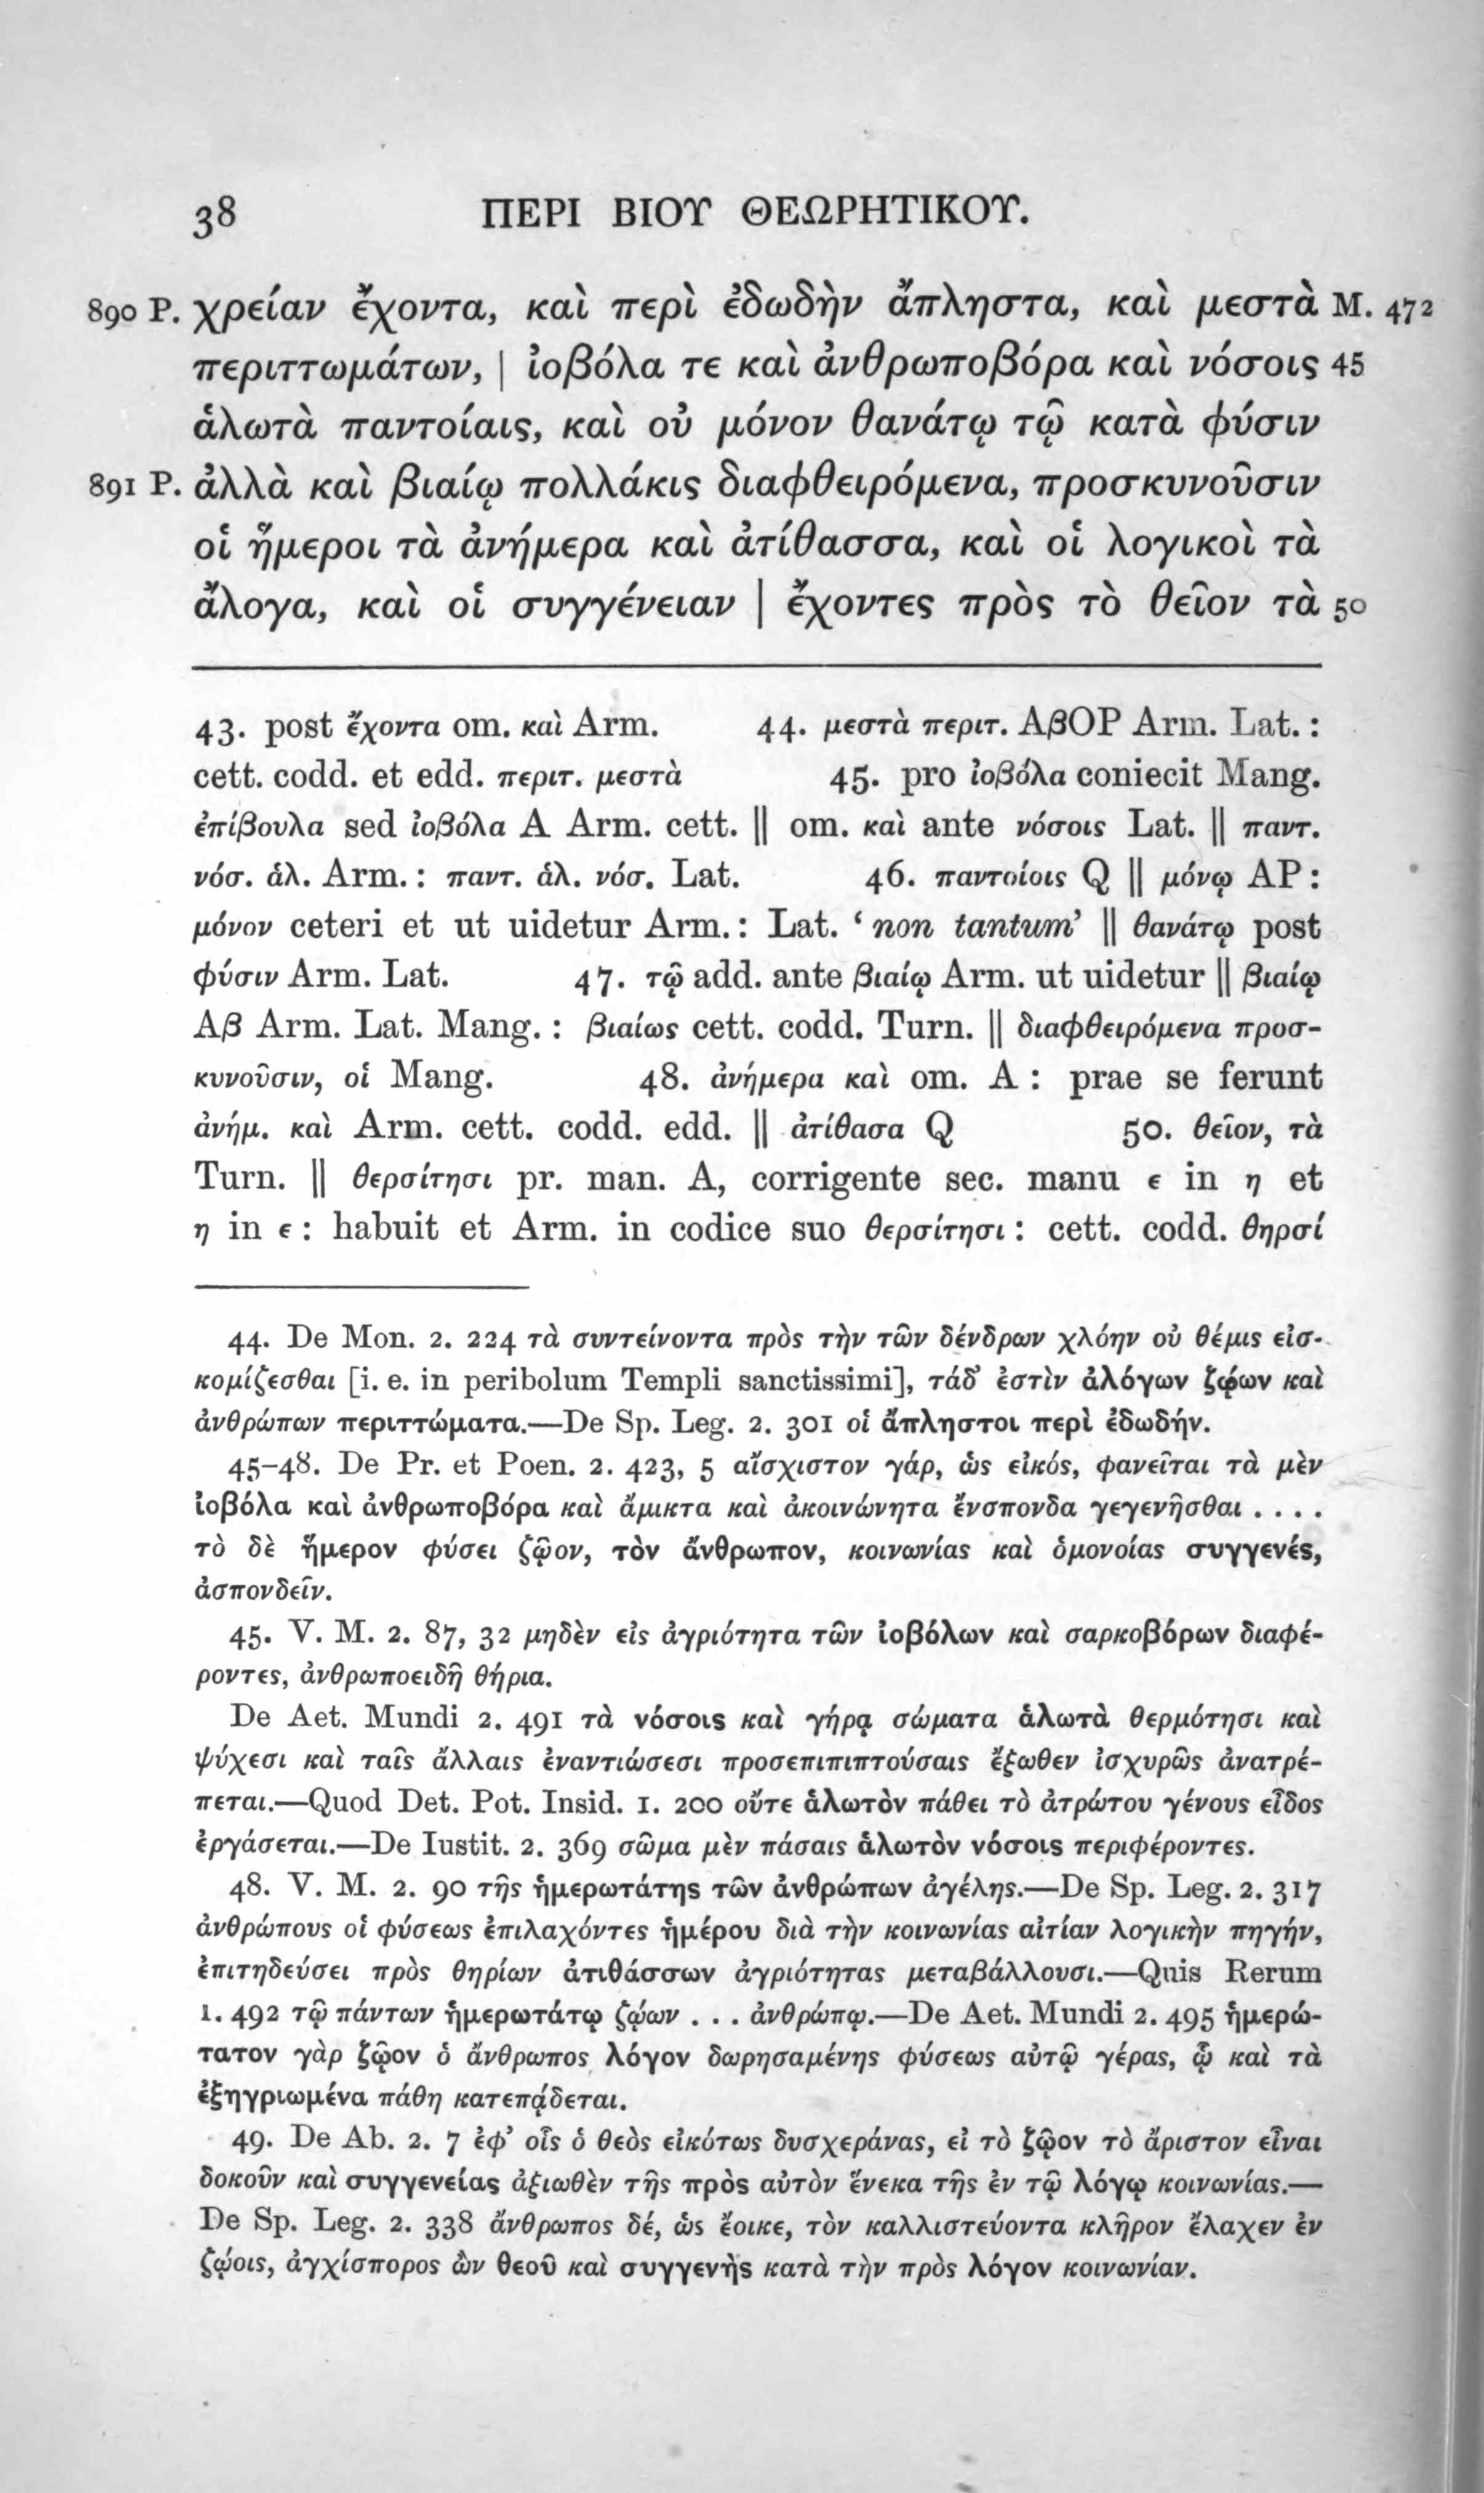 38 ΠΕΡΙ ΒΙΟΥ ΘΕΩΡΗΤΙΚΟΥ.
890 P. χρείαν ἔχοντα, καὶ περὶ ἐδωδὴν ἄπληστα, καὶ μεστὰ M. 472
περιττωμάτων, | ἰοβόλα τε καὶ ἀνθρωποβόρα καὶ νόσοις 45
ἁλωτὰ παντοίαις, καὶ οὐ μόνον θανάτῳ τῷ κατὰ φύσιν
891 P. ἀλλὰ καὶ βιαίῳ πολλάκις διαφθειρόμενα, προσκυνοῦσιν
οἱ ἥμεροι τὰ ἀνήμερα καὶ ἀτίθασσα, καὶ οἱ λογικοὶ τὰ
ἄλογα, καὶ οἱ συγγένειαν | ἔχοντες πρὸς τὸ θεῖον τὰ 50
43. post ἔχοντα om. καὶ Arm. 44. μεστὰ περιτ. AβOP Arm. Lat. :
cett. codd. et edd. περιτ. μεστὰ 45. pro ἰοβόλα coniecit Mang.
ἐπίβουλα sed ἰοβόλα A Arm. cett. || om. καὶ ante νόσοις Lat. || παντ.
νόσ. ἁλ. Arm. : παντ. ἁλ. νόσ. Lat. 46. παντοίοις Q || μόνῳ AP :
μόνον ceteri et ut uidetur Arm. : Lat. ‘non tantum’ || θανάτῳ post
φύσιν Arm. Lat. 47. τῷ add. ante βιαίῳ Arm. ut uidetur || βιαίῳ
Aβ Arm. Lat. Mang. : βιαίως cett. codd. Turn. || διαφθειρόμενα προσ-
κυνοῦσιν, οἱ Mang. 48. ἀνήμερα καὶ om. A : prae se ferunt
ἀνήμ. καὶ Arm. cett. codd. edd. || ἀτίθασα Q 50. θεῖον, τὰ
Turn. || θερσίτησι pr. man. A, corrigente sec. manu ε in η et
η in ε : habuit et Arm. in codice suo θερσίτησι : cett. codd. θηρσί
44. De Mon. 2. 224 τὰ συντείνοντα πρὸς τὴν τῶν δένδρων χλόην οὐ θέμις εἰσ-
κομίζεσθαι [i. e. in peribolum Templi sanctissimi], τάδ’ ἐστὶν ἀλόγων ζῴων καὶ
ἀνθρώπων περιττώματα.—De Sp. Leg. 2. 301 οἱ ἄπληστοι περὶ ἐδωδήν.
45-48. De Pr. et Poen. 2. 423, 5 αἴσχιστον γάρ, ὡς εἰκός, φανεῖται τὰ μὲν
ἰοβόλα καὶ ἀνθρωποβόρα καὶ ἄμικτα καὶ ἀκοινώνητα ἔνσπονδα γεγενῆσθαι . . . .
τὸ δὲ ἥμερον φύσει ζῷον, τὸν ἄνθρωπον, κοινωνίας καὶ ὁμονοίας συγγενές,
ἀσπονδεῖν.
45. V. M. 2. 87, 32 μηδὲν εἰς ἀγριότητα τῶν ἰοβόλων καὶ σαρκοβόρων διαφέ-
ροντες, ἀνθρωποειδῆ θήρια.
De Aet. Mundi 2. 491 τὰ νόσοις καὶ γήρᾳ σώματα ἁλωτὰ θερμότησι καὶ
ψύχεσι καὶ ταῖς ἄλλαις ἐναντιώσεσι προσεπιπιπτούσαις ἔξωθεν ἰσχυρῶς ἀνατρέ-
πεται.—Quod Det. Pot. Insid. 1. 200 οὔτε ἁλωτὸν πάθει τὸ ἀτρώτου γένους εἶδος
ἐργάσεται.—De Iustit. 2. 369 σῶμα μὲν πάσαις ἁλωτὸν νόσοις περιφέροντες.
48. V. M. 2. 90 τῆς ἡμερωτάτης τῶν ἀνθρώπων ἀγέλης.—De Sp. Leg. 2. 317
ἀνθρώπους οἱ φύσεως ἐπιλαχόντες ἡμέρου διὰ τὴν κοινωνίας αἰτίαν λογικὴν πηγήν,
ἐπιτηδεύσει πρὸς θηρίων ἀτιθάσσων ἀγριότητας μεταβάλλουσι.—Quis Rerum
1. 492 τῷ πάντων ἡμερωτάτῳ ζῴων . . . ἀνθρώπῳ.—De Aet. Mundi 2. 495 ἡμερώ-
τατον γὰρ ζῷον ὁ ἄνθρωπος λόγον δωρησαμένης φύσεως αὐτῷ γέρας, ᾧ καὶ τὰ
ἐξηγριωμένα πάθη κατεπᾴδεται.
49. De Ab. 2. 7 ἐφ’ οἷς ὁ θεὸς εἰκότως δυσχεράνας, εἰ τὸ ζῷον τὸ ἄριστον εἶναι
δοκοῦν καὶ συγγενείας ἀξιωθὲν τῆς πρὸς αὐτὸν ἕνεκα τῆς ἐν τῷ λόγῳ κοινωνίας.—
De Sp. Leg. 2. 338 ἄνθρωπος δέ, ὡς ἔοικε, τὸν καλλιστεύοντα κλῆρον ἔλαχεν ἐν
ζῴοις, ἀγχίσπορος ὢν θεοῦ καὶ συγγενὴς κατὰ τὴν πρὸς λόγον κοινωνίαν.